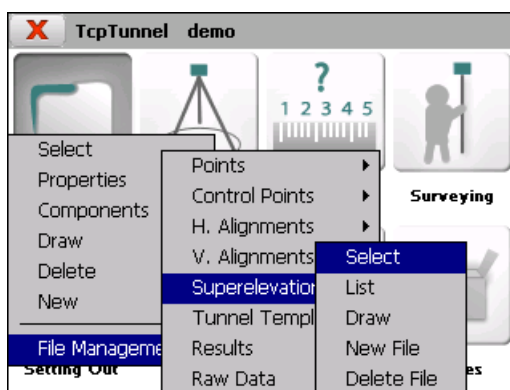 TcpTunnel demo
?
1 2 3 4 5
Surveying
Select
Properties
Components
Draw
Delete
New
File Manageme
Points
Control Points
H. Alignments
V. Alignments
Superelevation
Tunnel Templ
Results
Raw Data
Select
List
Draw
New File
Delete File
Setting Out
es